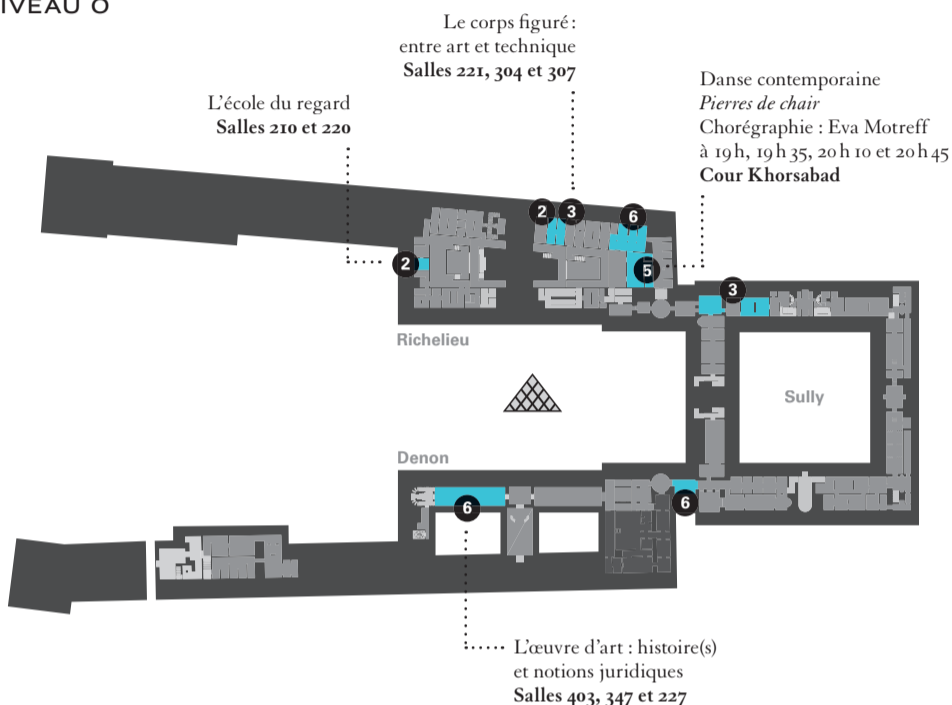 IVEAU 0
Le corps figuré :
entre art et technique
Salles 221, 304 et 307
L'école du regard
Salles 210 et 220
Danse contemporaine
Pierres de chair
Chorégraphie : Eva Motreff
à 19 h, 19 h 35, 20 h 10 et 20 h 45
Cour Khorsabad
2
3
6
2
5
3
Richelieu
Sully
Denon
6
6
L'œuvre d'art : histoire(s)
et notions juridiques
Salles 403, 347 et 227